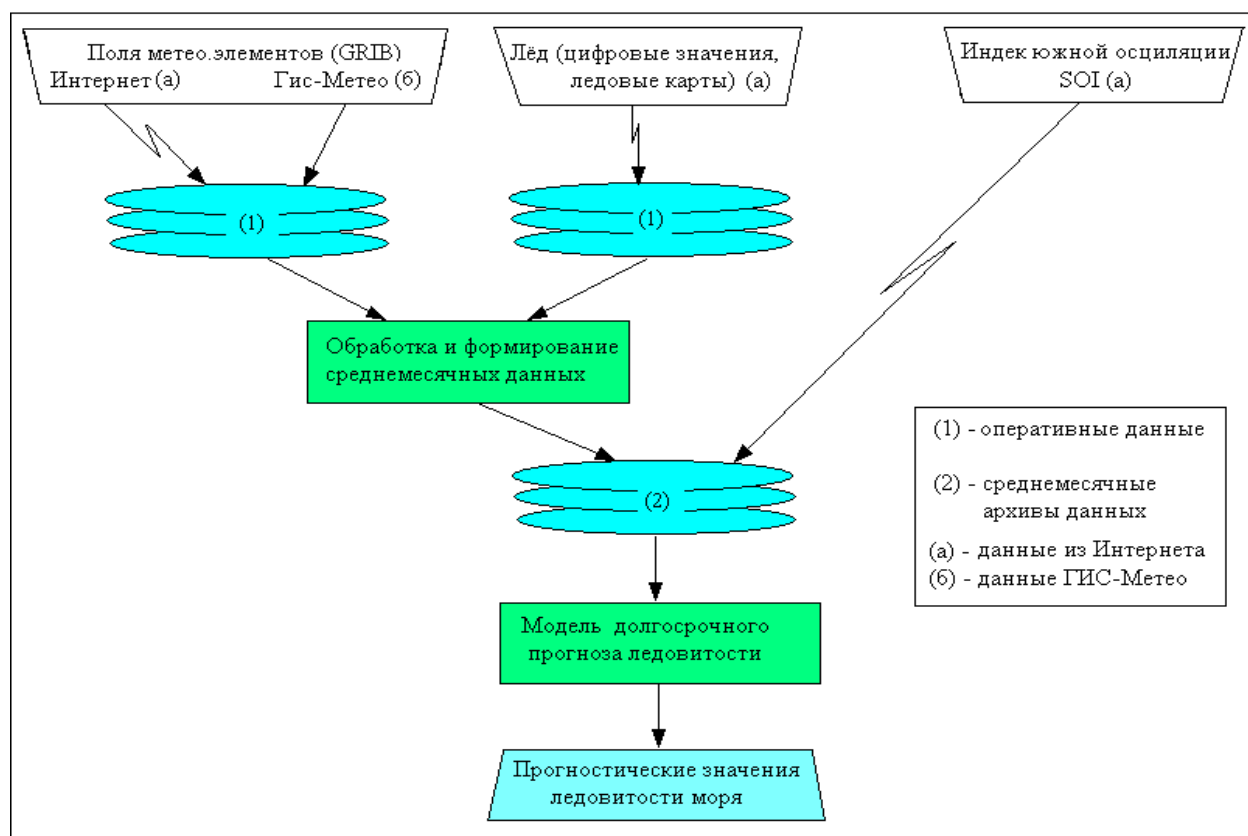 Поля метео.элементов (GRIB)
Интернет (а) Гис-Метео (б)
Лёд (цифровые значения,
ледовые карты) (а)
Индек южной осциляции
SOI (а)
(1)
(1)
Обработка и формирование
среднемесячных данных
(2)
Модель долгосрочного
прогноза ледовитости
Прогностические значения
ледовитости моря
(1) - оперативные данные
(2) - среднемесячные
архивы данных
(а) - данные из Интернета
(б) - данные ГИС-Метео